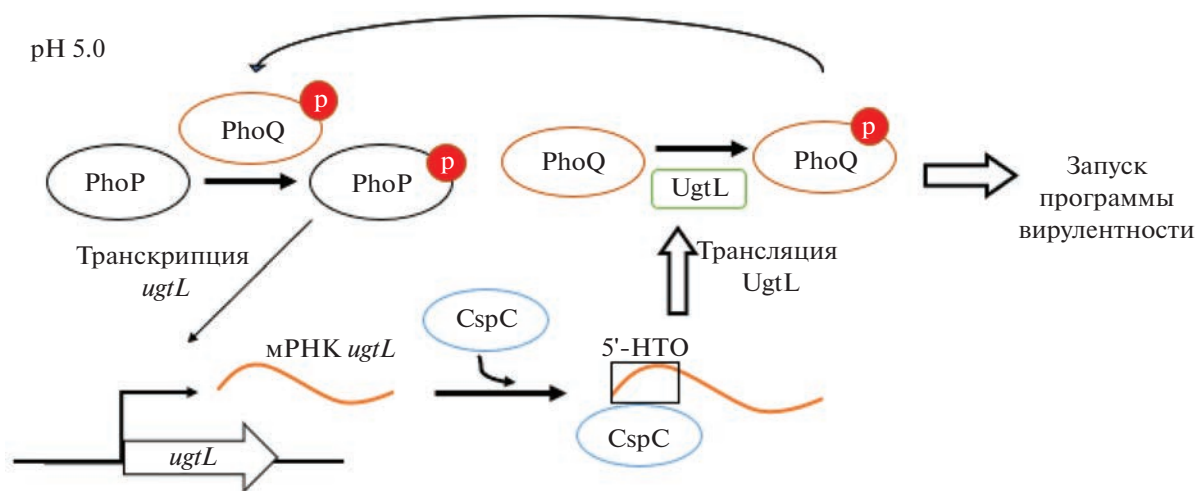 pH 5.0
p
PhoQ
PhoP
p
PhoP
PhoQ
UgtL
p
PhoQ
Запуск
программы
вирулентности
Транскрипция
ugtL
Трансляция
UgtL
CspC
мРНК ugtL
5'-НТО
CspC
ugtL